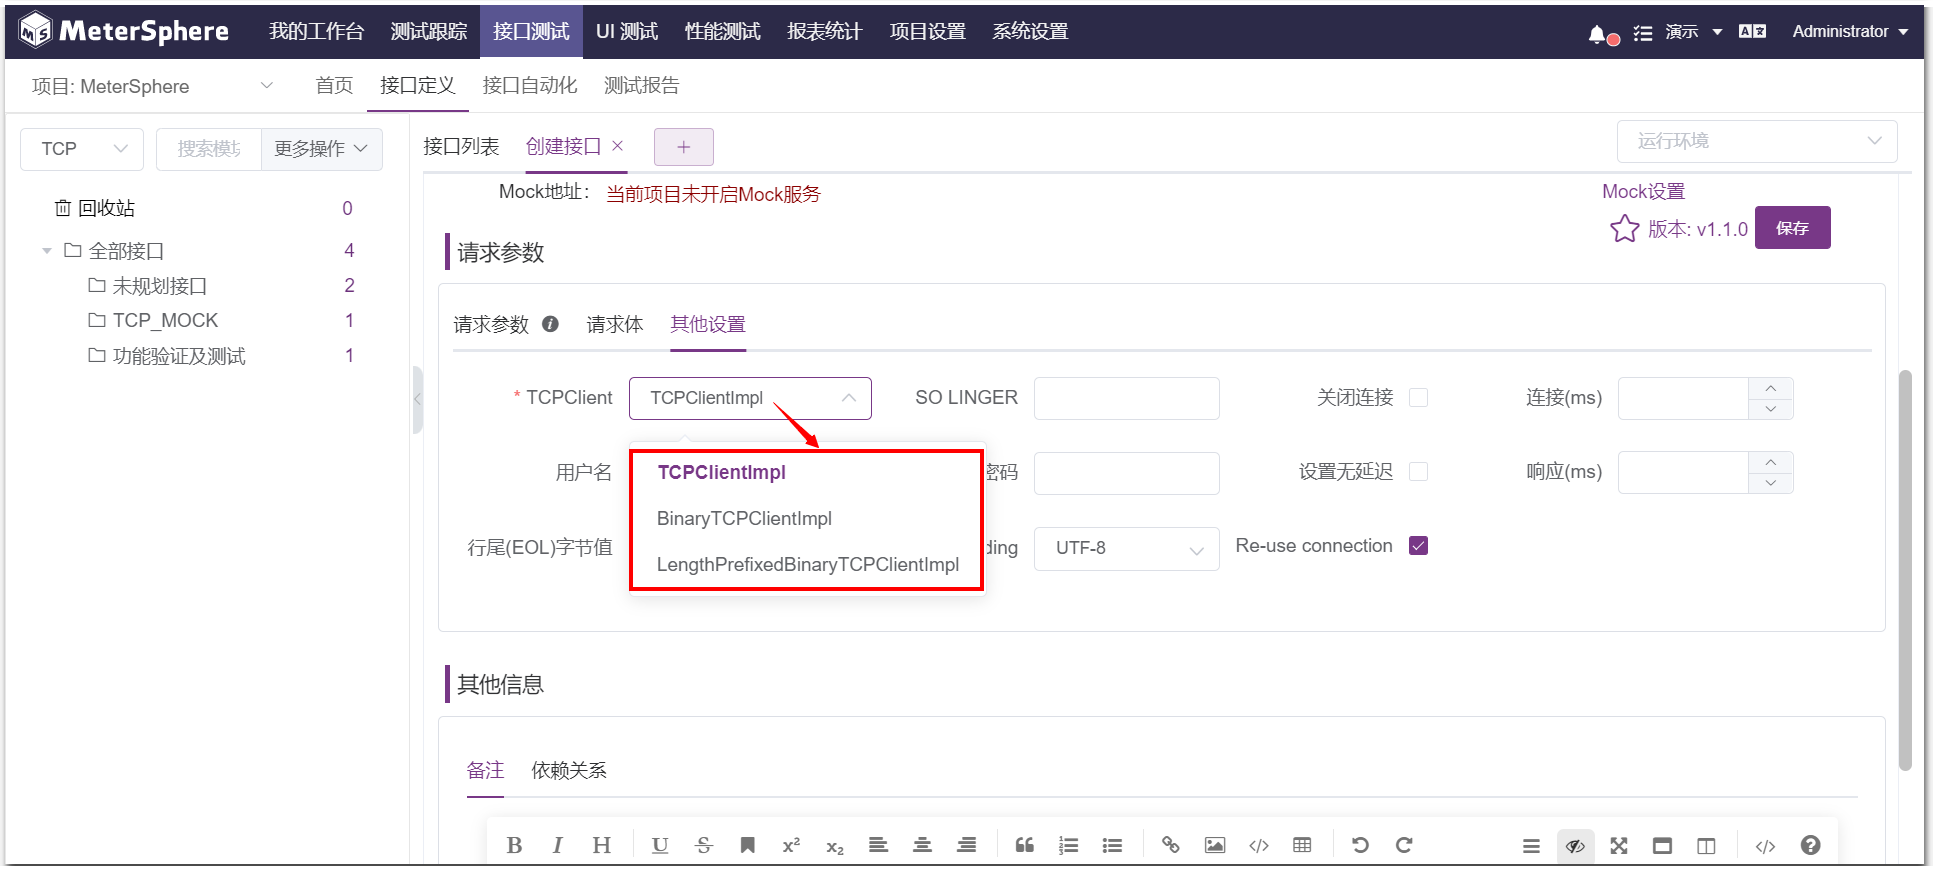 MeterSphere 我的工作台 测试跟踪 接口测试 UI 测试 性能测试 报表统计 项目设置 系统设置 演示 Administrator
项目: MeterSphere 首页 接口定义 接口自动化 测试报告
TCP 搜索模块 更多操作
回收站 0
全部接口 4
未规划接口 2
TCP_MOCK 1
功能验证及测试 1
接口列表 创建接口 × + 运行环境
Mock地址: 当前项目未开启Mock服务 Mock设置
版本: v1.1.0 保存
请求参数
请求参数 请求体 其他设置
* TCPClient TCPClientImpl SO LINGER 关闭连接 连接(ms)
用户名 密码 设置无延迟 响应(ms)
行尾(EOL)字节值 ding UTF-8 Re-use connection
TCPClientImpl
BinaryTCPClientImpl
LengthPrefixedBinaryTCPClientImpl
其他信息
备注 依赖关系